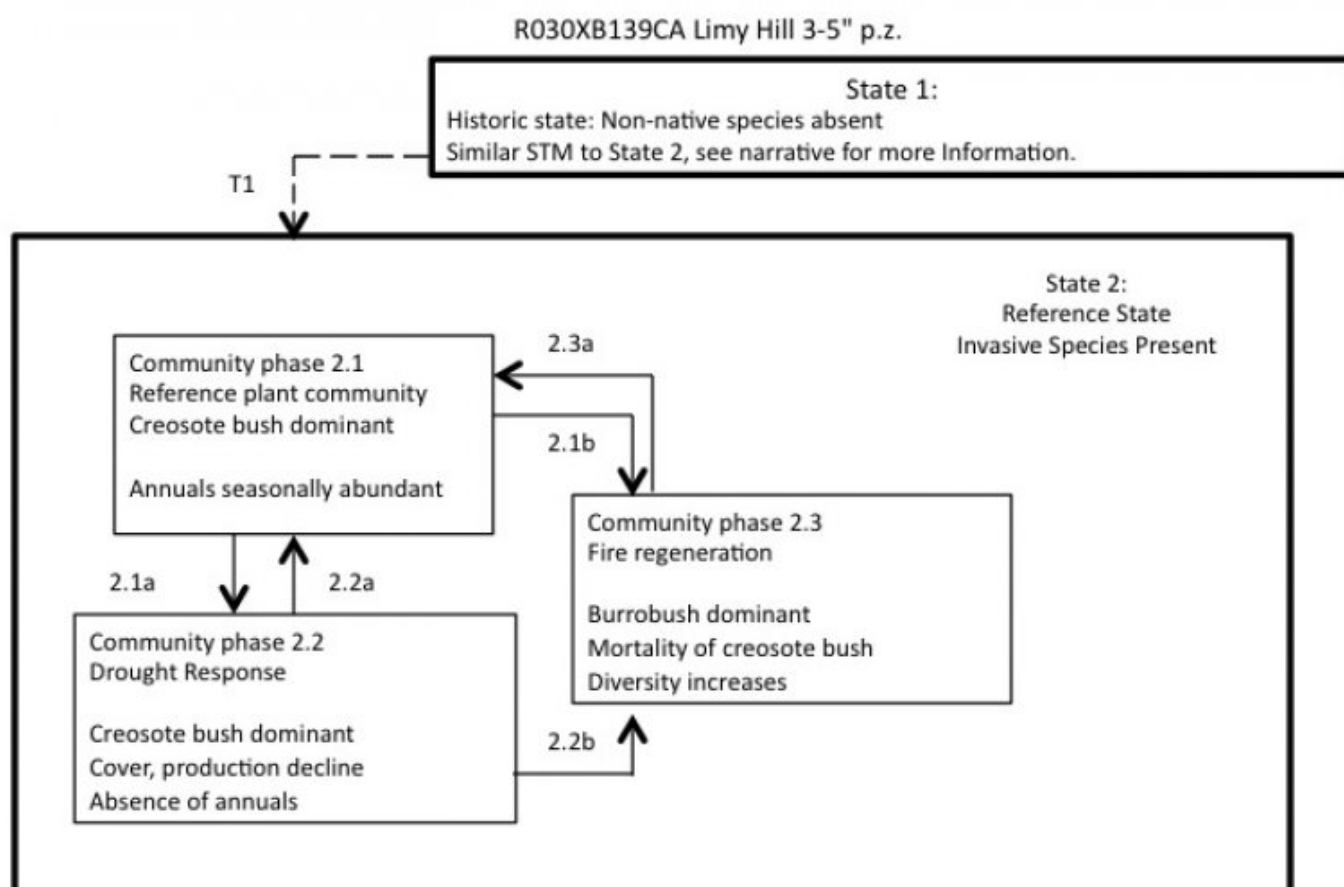 R030XB139CA Limy Hill 3-5" p.z.
State 1:
Historic state: Non-native species absent
Similar STM to State 2, see narrative for more Information.
T1
State 2:
Reference State
Invasive Species Present
Community phase 2.1
Reference plant community
Creosote bush dominant
Annuals seasonally abundant
2.3a
2.1b
2.1a
2.2a
Community phase 2.3
Fire regeneration
Burrobush dominant
Mortality of creosote bush
Diversity increases
Community phase 2.2
Drought Response
Creosote bush dominant
Cover, production decline
Absence of annuals
2.2b